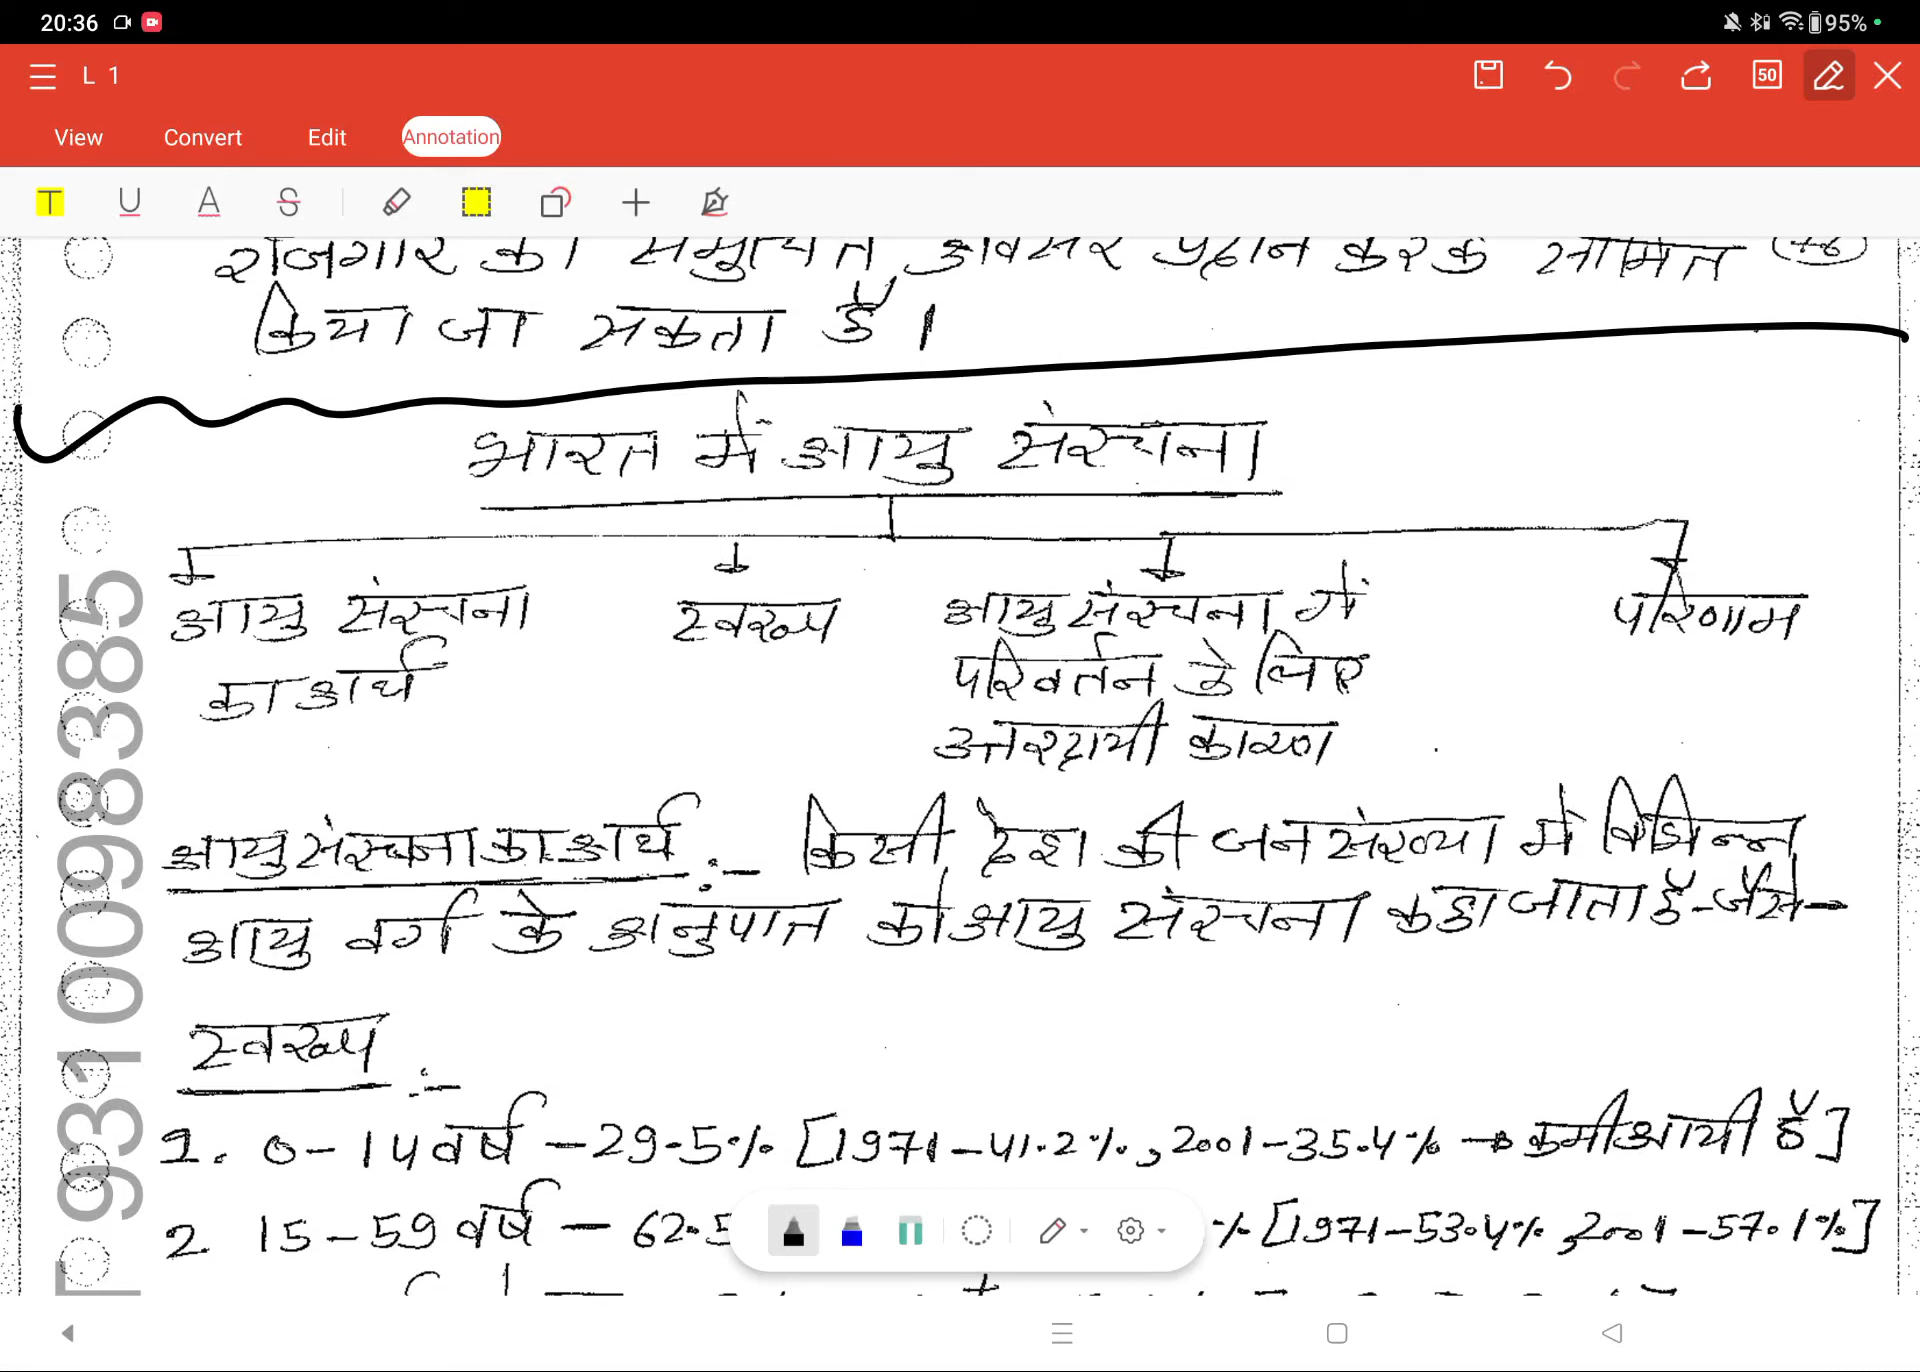 20:36
95%
L 1
50
View Convert Edit Annotation
T U A S
रोजगार का समुचित अवसर प्रदान करके सीमित
किया जा सकता है।
भारत में आयु संरचना
आयु संरचना का अर्थ
स्वरूप
आयु संरचना में परिवर्तन के लिए उत्तरदायी कारण
परिणाम
आयु संरचना का अर्थ :- किसी देश की जनसंख्या में विभिन्न
आयु वर्ग के अनुपात को आयु संरचना कहा जाता है - जैसे -
स्वरूप :-
1. 0-14 वर्ष - 29.5% [1971-41.2%, 2001-35.4% → कमी आयी है]
2. 15-59 वर्ष - 62.5 % [1971-53.4%, 2001-57.1%]
9310098385